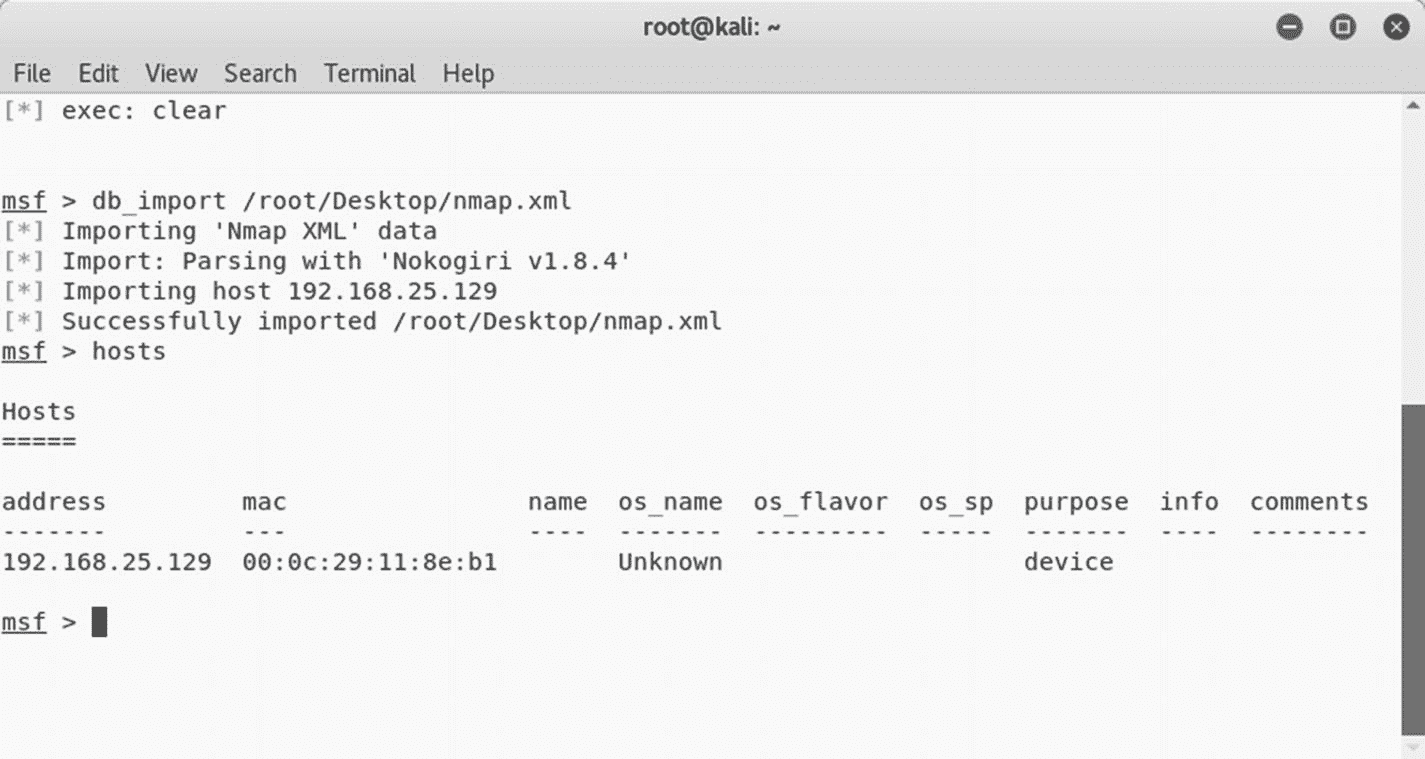 root@kali: ~
File Edit View Search Terminal Help
[*] exec: clear
msf > db_import /root/Desktop/nmap.xml
[*] Importing 'Nmap XML' data
[*] Import: Parsing with 'Nokogiri v1.8.4'
[*] Importing host 192.168.25.129
[*] Successfully imported /root/Desktop/nmap.xml
msf > hosts
Hosts
=====
address         mac                name  os_name  os_flavor  os_sp  purpose  info  comments
-------         ---                ----  -------  ---------  -----  -------  ----  --------
192.168.25.129  00:0c:29:11:8e:b1        Unknown                    device
msf >